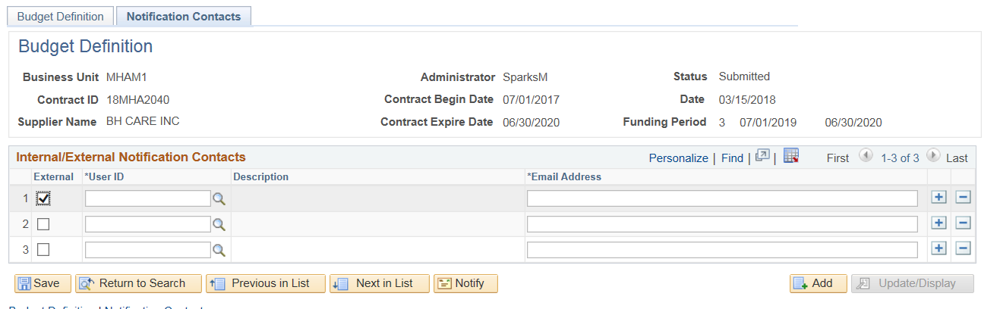 Budget Definition Notification Contacts
Budget Definition
Business Unit MHAM1 Administrator SparksM Status Submitted
Contract ID 18MHA2040 Contract Begin Date 07/01/2017 Date 03/15/2018
Supplier Name BH CARE INC Contract Expire Date 06/30/2020 Funding Period 3 07/01/2019 06/30/2020
Internal/External Notification Contacts Personalize | Find | | First 1-3 of 3 Last
External *User ID Description *Email Address
1
2
3
Save Return to Search Previous in List Next in List Notify Add Update/Display